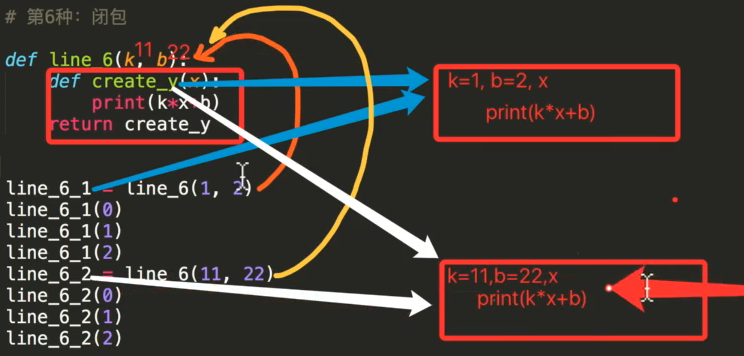 # 第6种：闭包
11 22
def line_6(k, b):
def create_y(x):
print(k*x+b)
return create_y
k=1, b=2, x
print(k*x+b)
line_6_1 = line_6(1, 2)
line_6_1(0)
line_6_1(1)
line_6_1(2)
line_6_2 = line_6(11, 22)
line_6_2(0)
line_6_2(1)
line_6_2(2)
k=11,b=22,x
print(k*x+b)